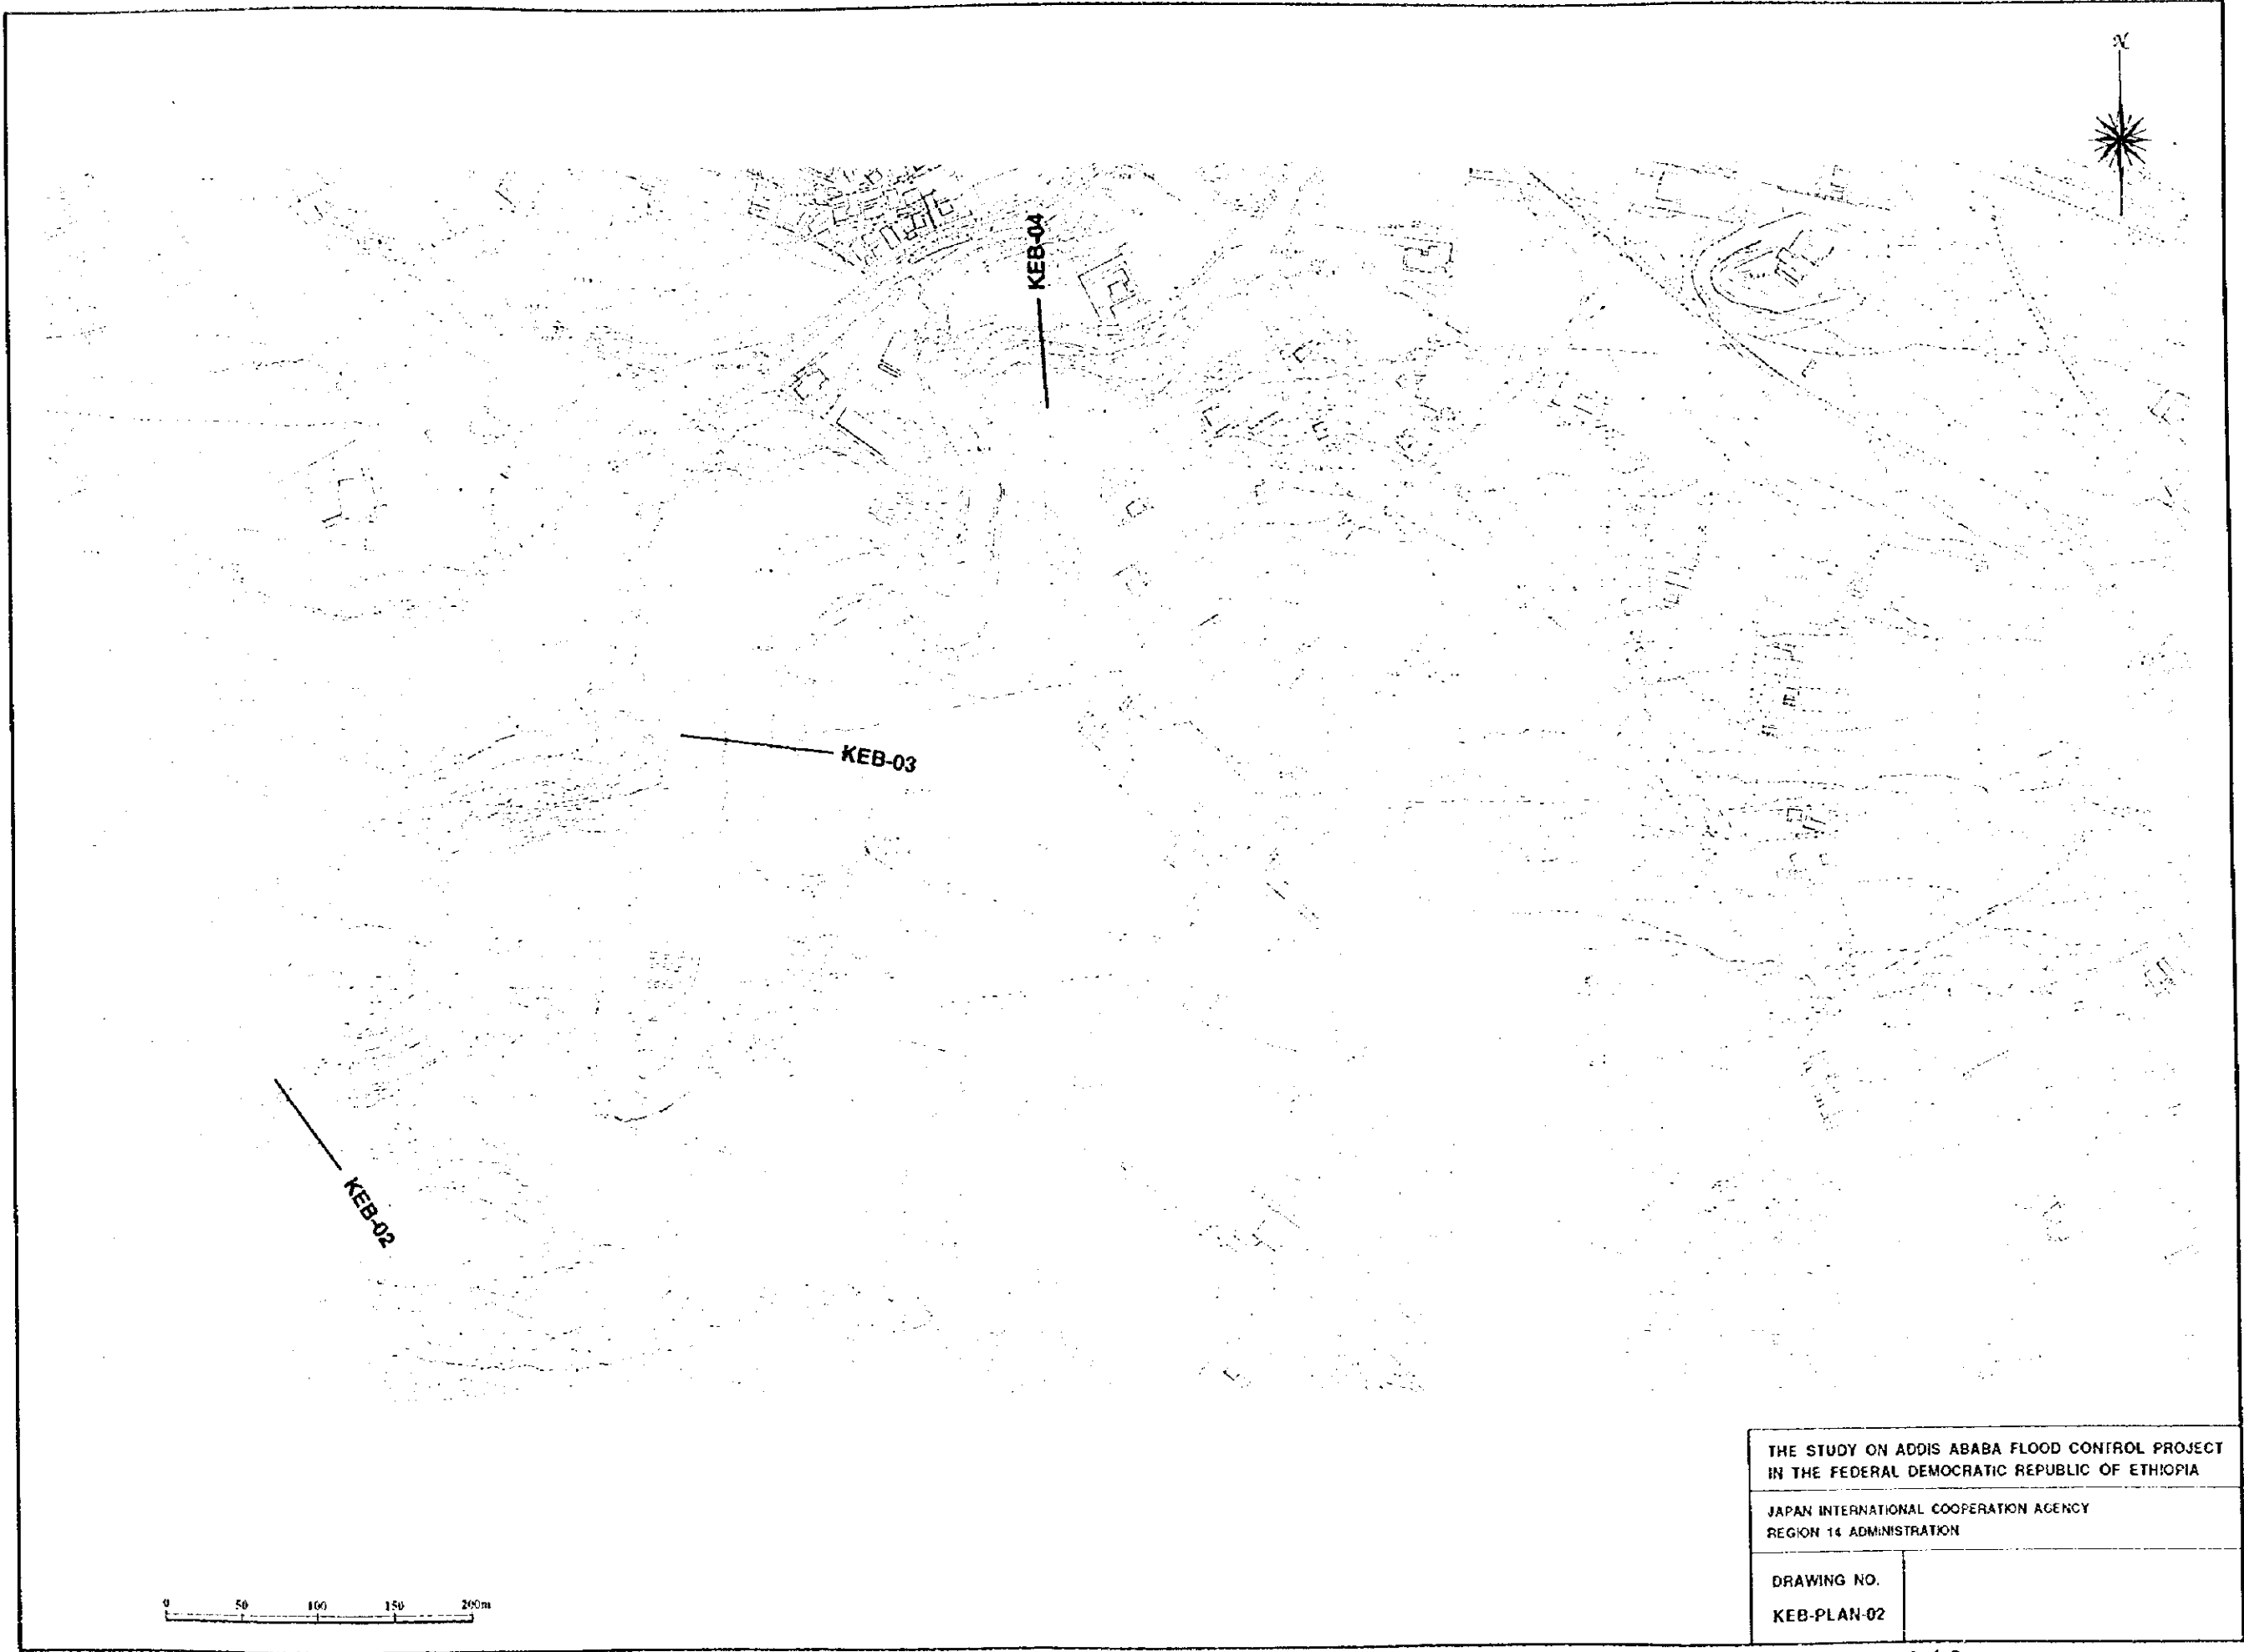 N
KEB-04
KEB-03
KEB-02
THE STUDY ON ADDIS ABABA FLOOD CONTROL PROJECT
IN THE FEDERAL DEMOCRATIC REPUBLIC OF ETHIOPIA
JAPAN INTERNATIONAL COOPERATION AGENCY
REGION 14 ADMINISTRATION
DRAWING NO.
KEB-PLAN-02
0 50 100 150 200m